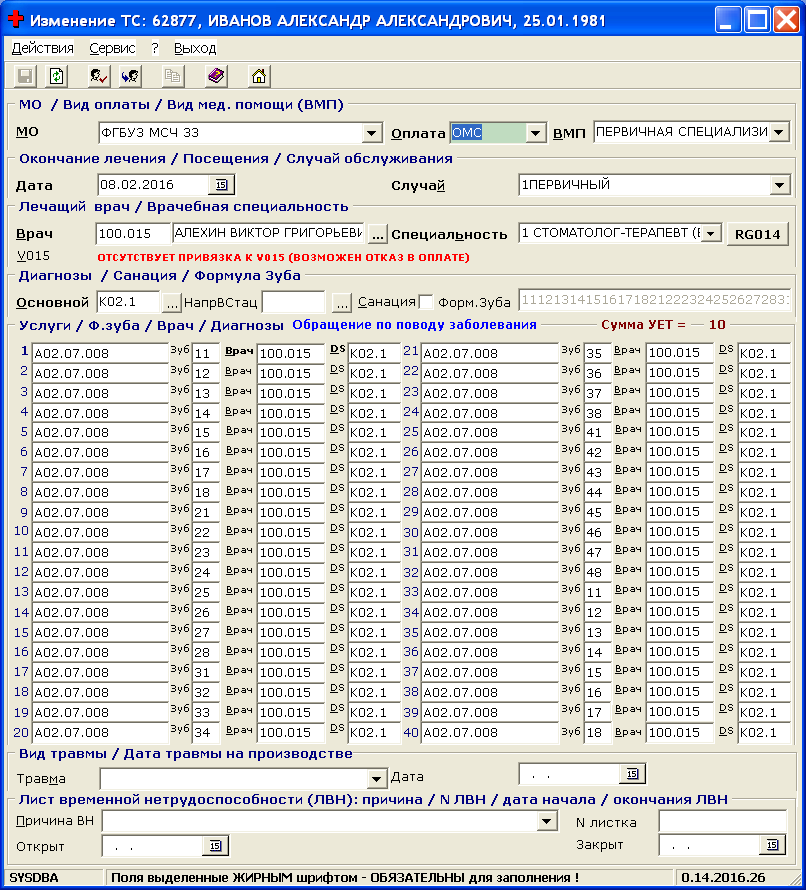 Изменение ТС: 62877, ИВАНОВ АЛЕКСАНДР АЛЕКСАНДРОВИЧ, 25.01.1981
Действия Сервис ? Выход
МО / Вид оплаты / Вид мед. помощи (ВМП)
МО ФГБУЗ МСЧ 33 Оплата ОМС ВМП ПЕРВИЧНАЯ СПЕЦИАЛИЗИ
Окончание лечения / Посещения / Случай обслуживания
Дата 08.02.2016 15 Случай 1ПЕРВИЧНЫЙ
Лечащий врач / Врачебная специальность
Врач 100.015 АЛЕХИН ВИКТОР ГРИГОРЬЕВИ ... Специальность 1 СТОМАТОЛОГ-ТЕРАПЕВТ (В RG014
V015 ОТСУТСТВУЕТ ПРИВЯЗКА К V015 (ВОЗМОЖЕН ОТКАЗ В ОПЛАТЕ)
Диагнозы / Санация / Формула Зуба
Основной K02.1 ... НапрВСтац ... Санация Форм.Зуба 1112131415161718212223242526272831
Услуги / Ф.зуба / Врач / Диагнозы Обращение по поводу заболевания Сумма УЕТ = 10
1 A02.07.008 Зуб 11 Врач 100.015 DS K02.1 21 A02.07.008 Зуб 35 Врач 100.015 DS K02.1
2 A02.07.008 Зуб 12 Врач 100.015 DS K02.1 22 A02.07.008 Зуб 36 Врач 100.015 DS K02.1
3 A02.07.008 Зуб 13 Врач 100.015 DS K02.1 23 A02.07.008 Зуб 37 Врач 100.015 DS K02.1
4 A02.07.008 Зуб 14 Врач 100.015 DS K02.1 24 A02.07.008 Зуб 38 Врач 100.015 DS K02.1
5 A02.07.008 Зуб 15 Врач 100.015 DS K02.1 25 A02.07.008 Зуб 41 Врач 100.015 DS K02.1
6 A02.07.008 Зуб 16 Врач 100.015 DS K02.1 26 A02.07.008 Зуб 42 Врач 100.015 DS K02.1
7 A02.07.008 Зуб 17 Врач 100.015 DS K02.1 27 A02.07.008 Зуб 43 Врач 100.015 DS K02.1
8 A02.07.008 Зуб 18 Врач 100.015 DS K02.1 28 A02.07.008 Зуб 44 Врач 100.015 DS K02.1
9 A02.07.008 Зуб 21 Врач 100.015 DS K02.1 29 A02.07.008 Зуб 45 Врач 100.015 DS K02.1
10 A02.07.008 Зуб 22 Врач 100.015 DS K02.1 30 A02.07.008 Зуб 46 Врач 100.015 DS K02.1
11 A02.07.008 Зуб 23 Врач 100.015 DS K02.1 31 A02.07.008 Зуб 47 Врач 100.015 DS K02.1
12 A02.07.008 Зуб 24 Врач 100.015 DS K02.1 32 A02.07.008 Зуб 48 Врач 100.015 DS K02.1
13 A02.07.008 Зуб 25 Врач 100.015 DS K02.1 33 A02.07.008 Зуб 11 Врач 100.015 DS K02.1
14 A02.07.008 Зуб 26 Врач 100.015 DS K02.1 34 A02.07.008 Зуб 12 Врач 100.015 DS K02.1
15 A02.07.008 Зуб 27 Врач 100.015 DS K02.1 35 A02.07.008 Зуб 13 Врач 100.015 DS K02.1
16 A02.07.008 Зуб 28 Врач 100.015 DS K02.1 36 A02.07.008 Зуб 14 Врач 100.015 DS K02.1
17 A02.07.008 Зуб 31 Врач 100.015 DS K02.1 37 A02.07.008 Зуб 15 Врач 100.015 DS K02.1
18 A02.07.008 Зуб 32 Врач 100.015 DS K02.1 38 A02.07.008 Зуб 16 Врач 100.015 DS K02.1
19 A02.07.008 Зуб 33 Врач 100.015 DS K02.1 39 A02.07.008 Зуб 17 Врач 100.015 DS K02.1
20 A02.07.008 Зуб 34 Врач 100.015 DS K02.1 40 A02.07.008 Зуб 18 Врач 100.015 DS K02.1
Вид травмы / Дата травмы на производстве
Травма Дата . . 15
Лист временной нетрудоспособности (ЛВН): причина / N ЛВН / дата начала / окончания ЛВН
Причина ВН N листка
Открыт . . 15 Закрыт . . 15
SYSDBA Поля выделенные ЖИРНЫМ шрифтом - ОБЯЗАТЕЛЬНЫ для заполнения ! 0.14.2016.26